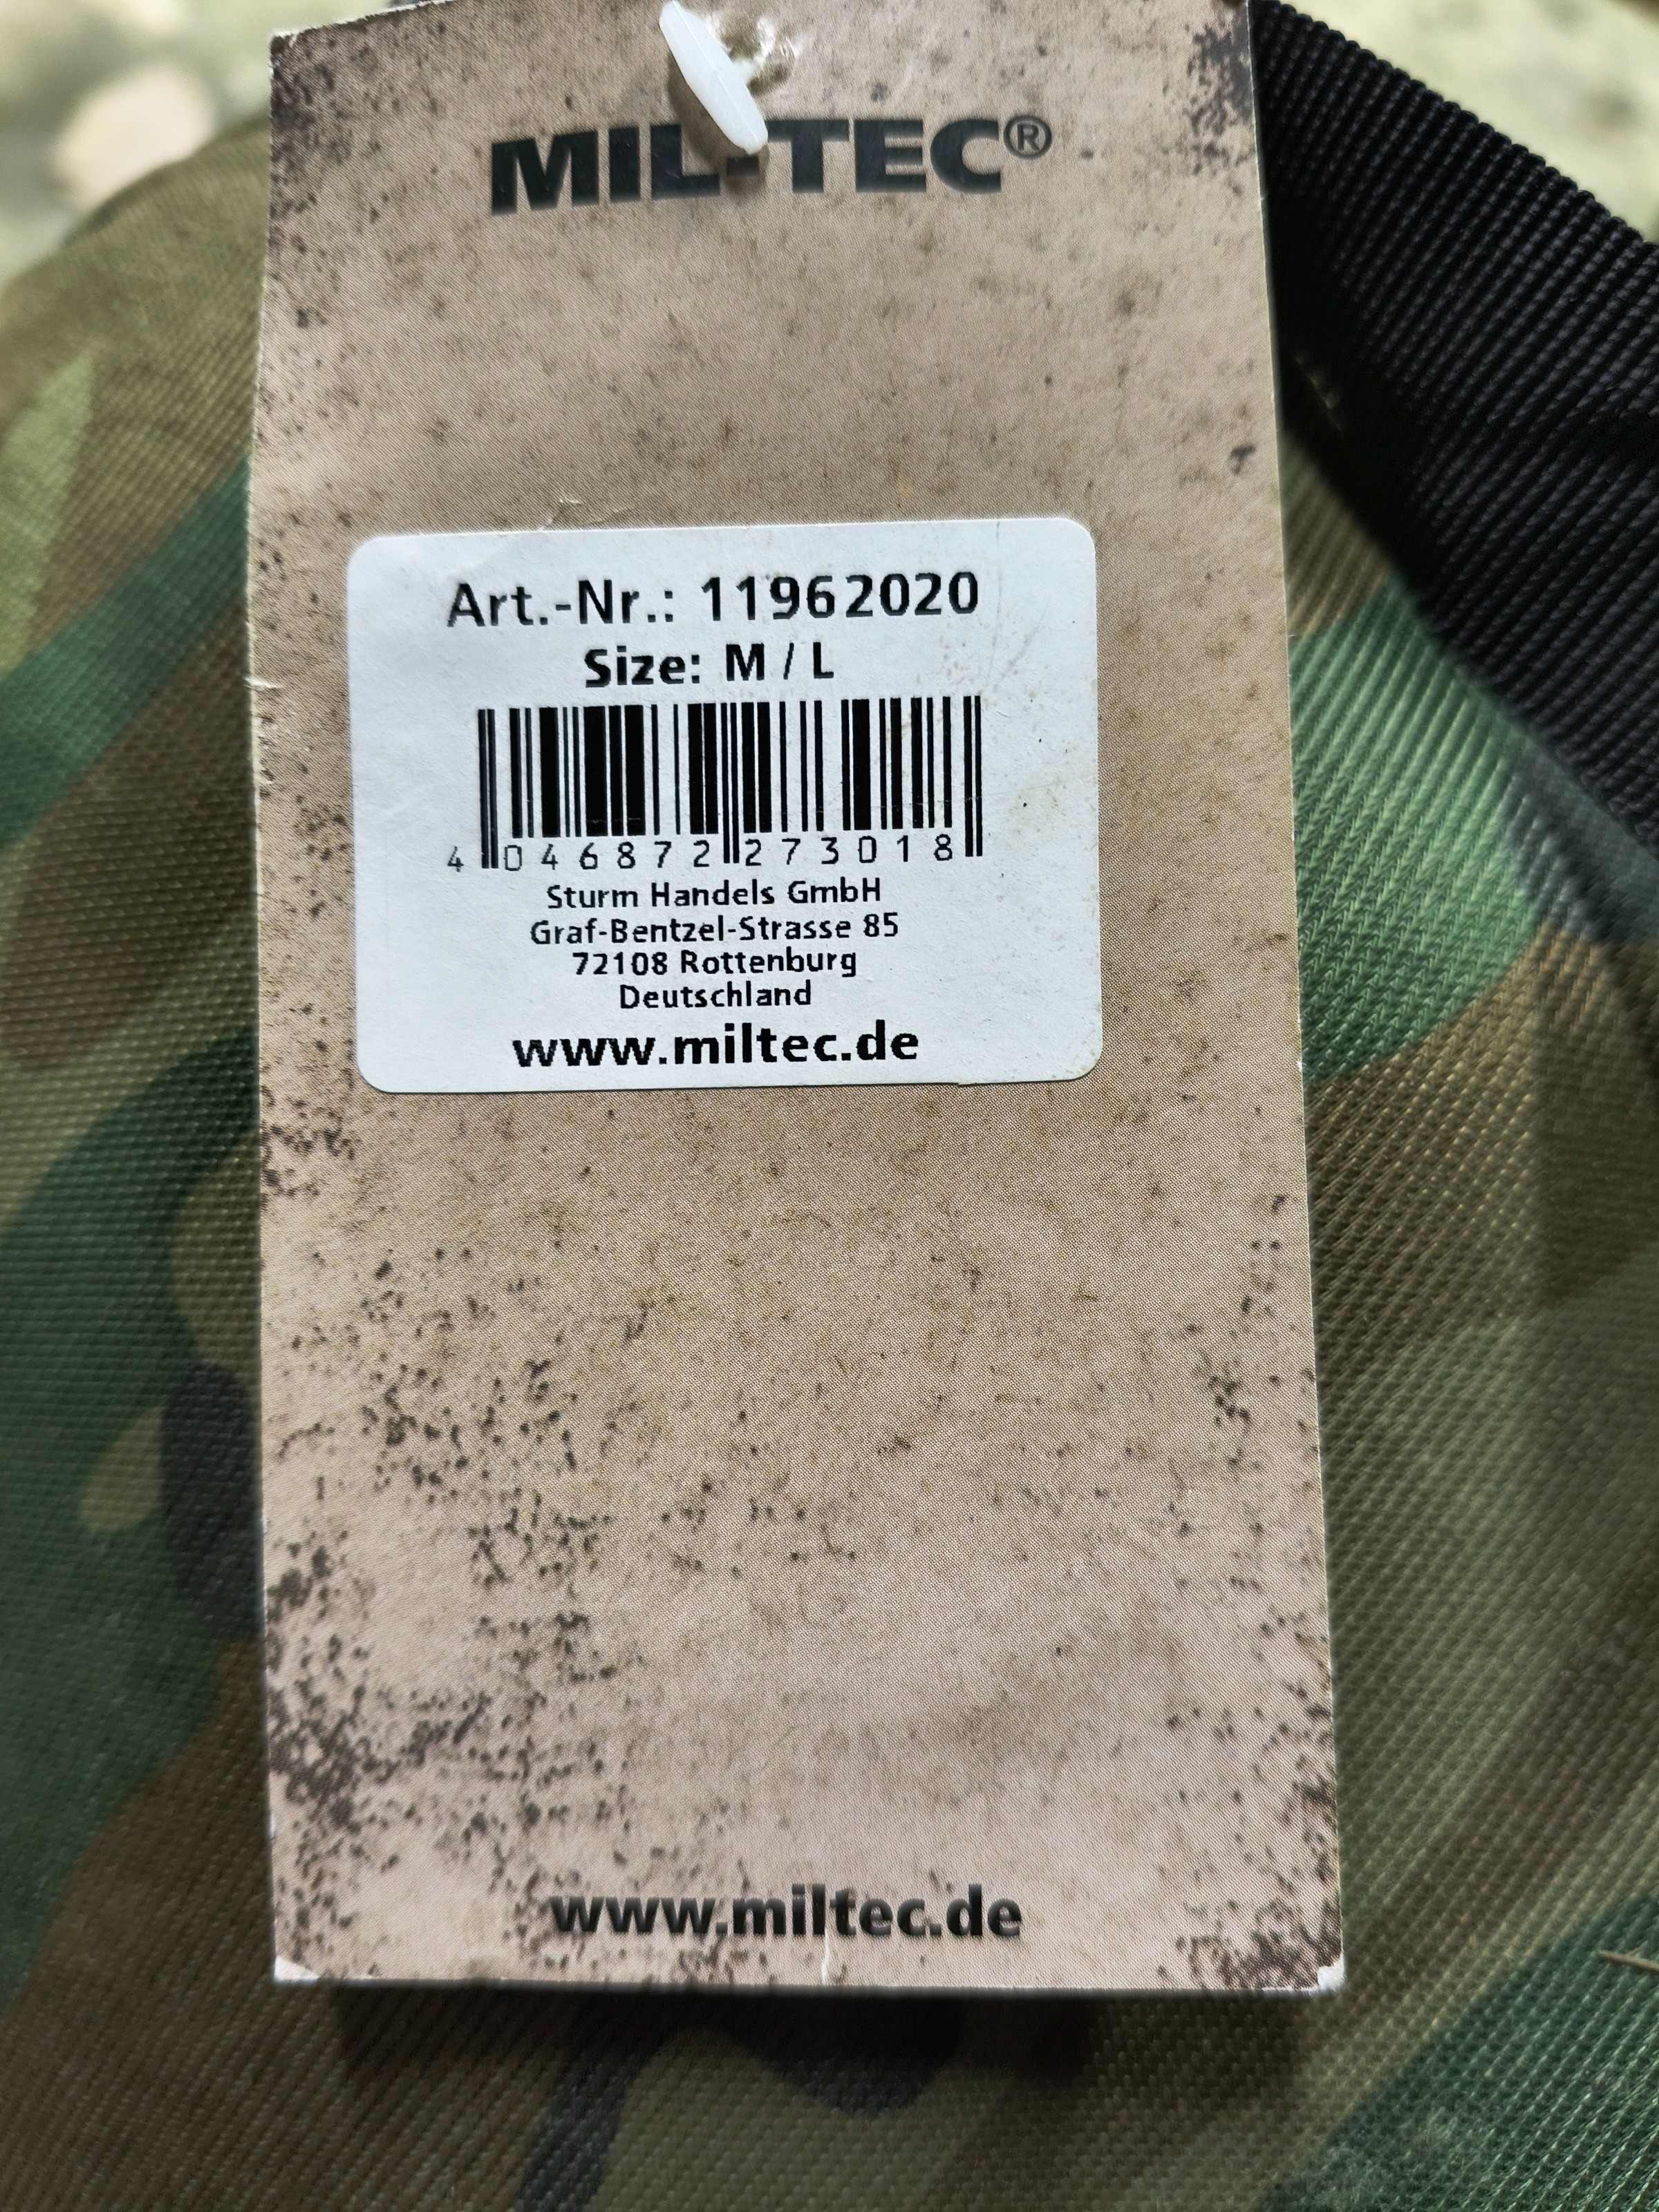 MIL-TEC®
Art.-Nr.: 11962020
Size: M / L
4 046872 273018
Sturm Handels GmbH
Graf-Bentzel-Strasse 85
72108 Rottenburg
Deutschland
www.miltec.de
www.miltec.de